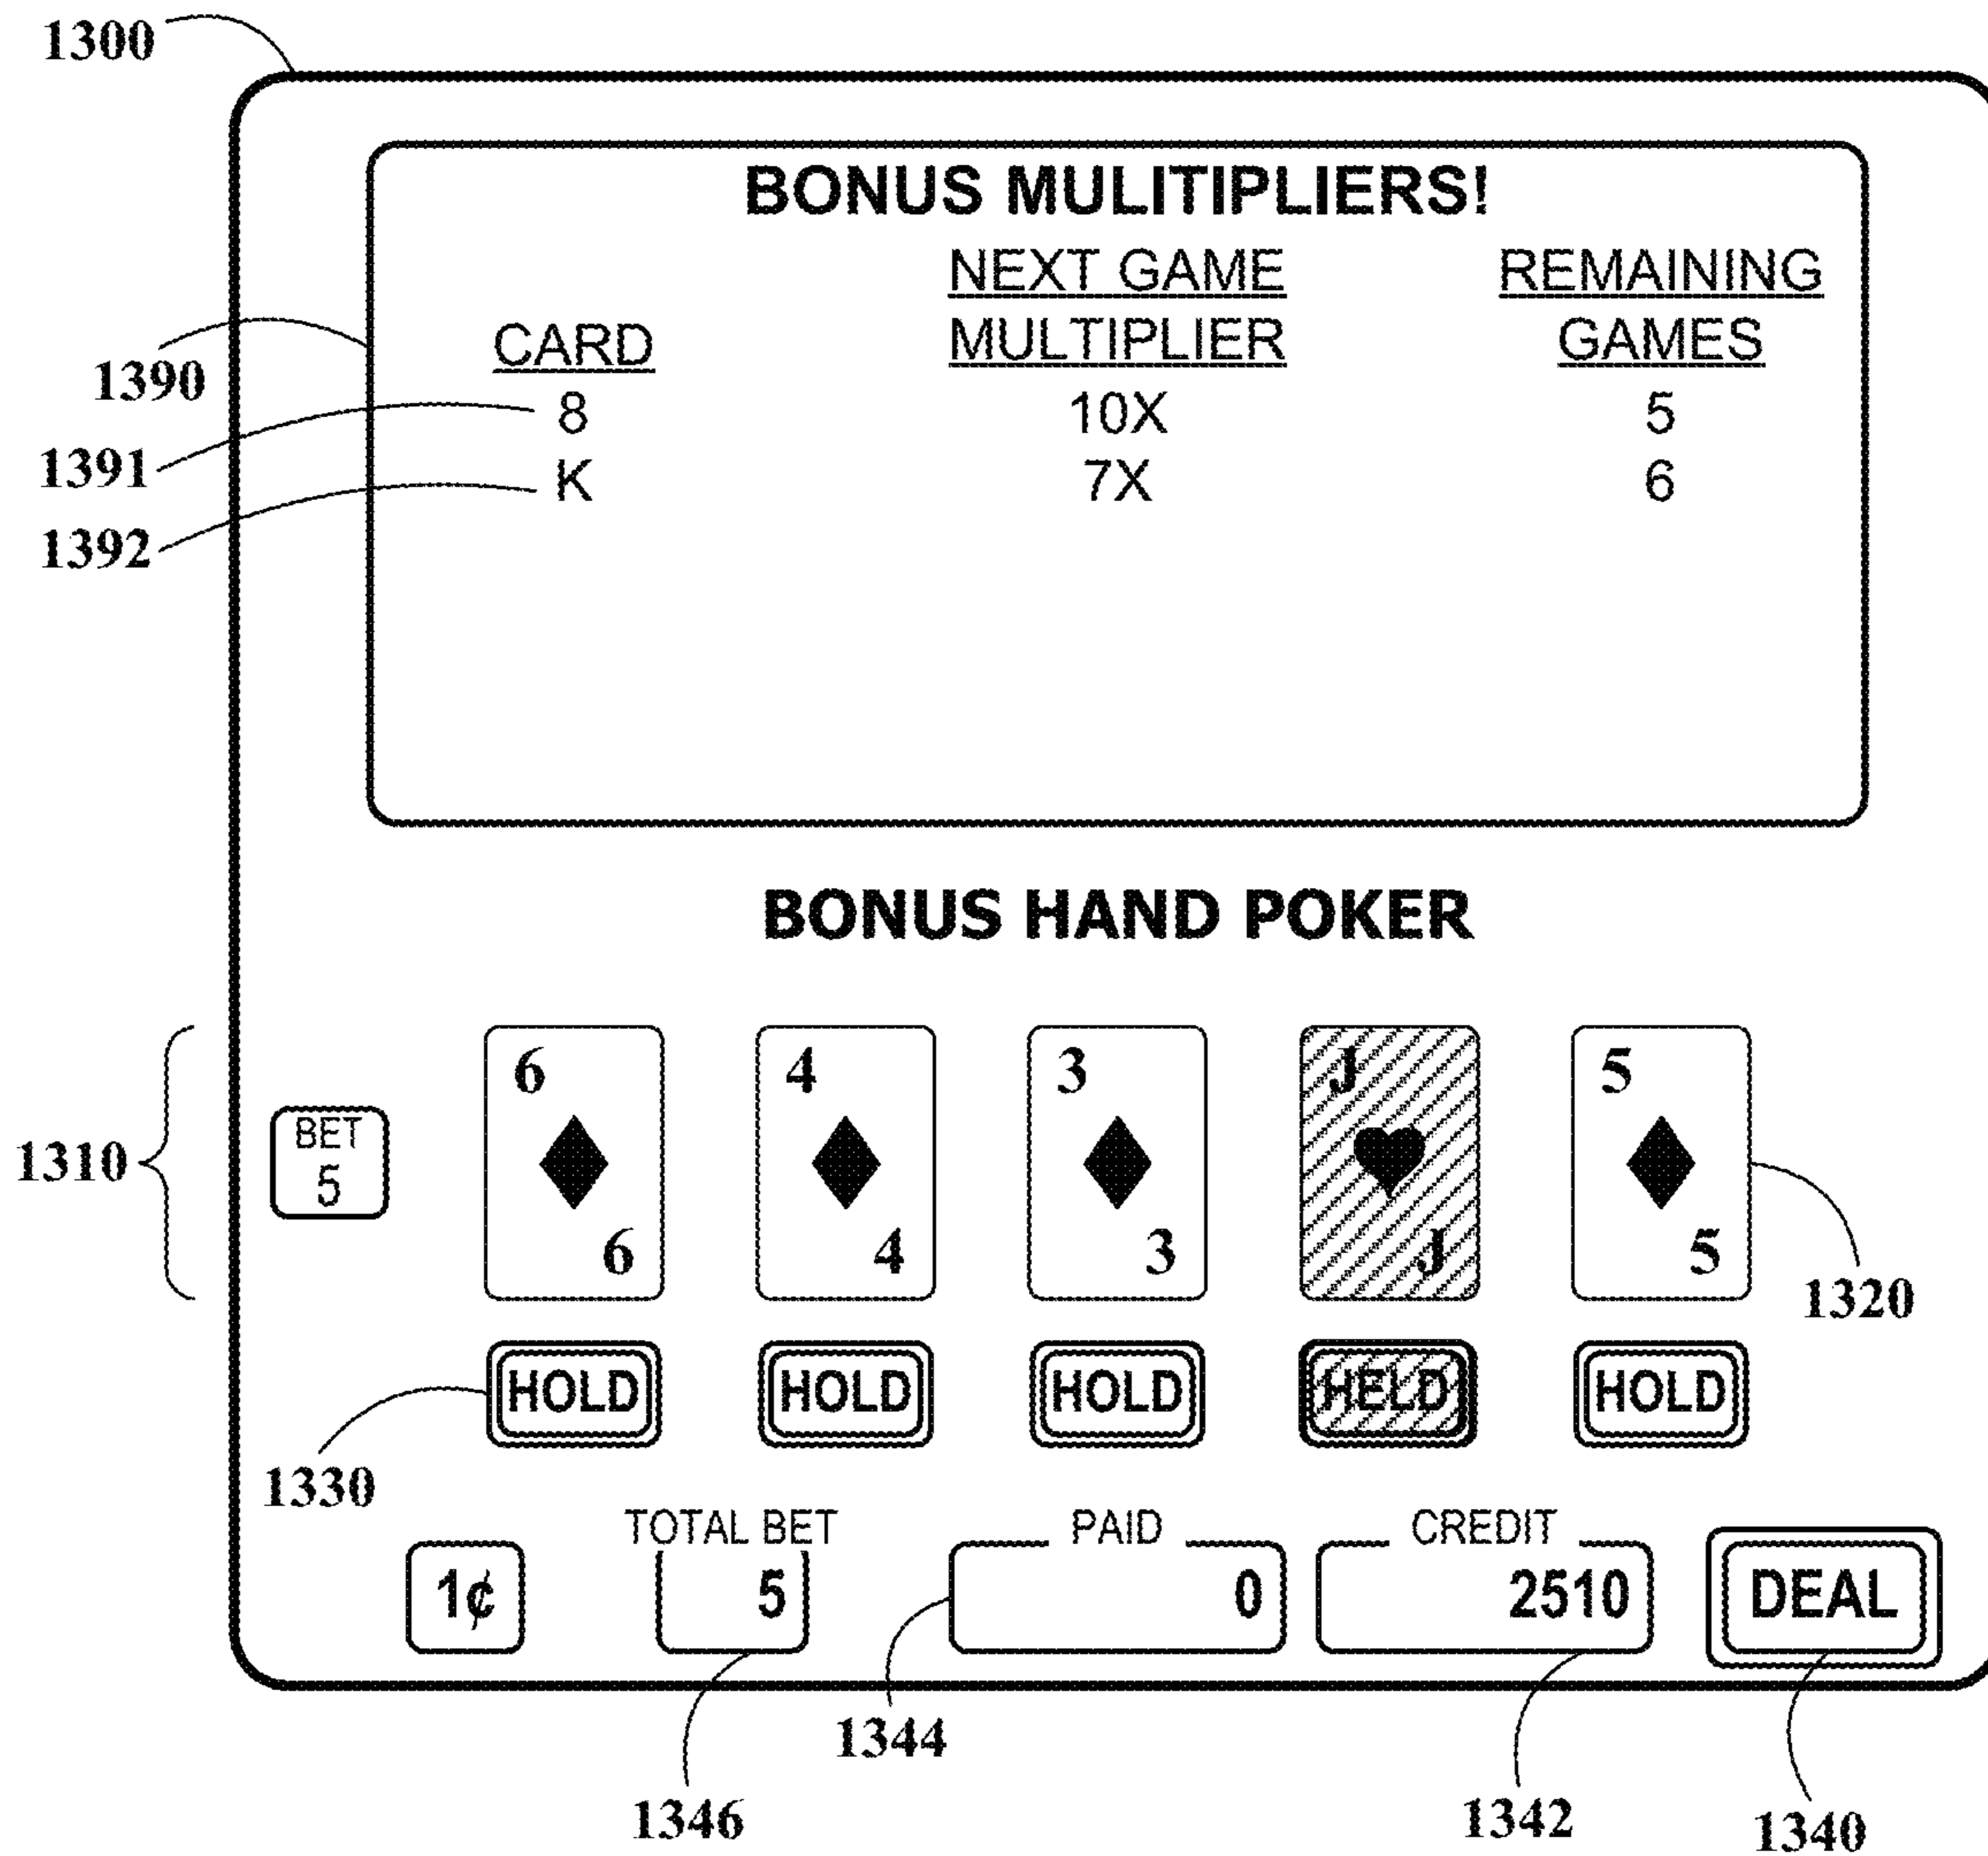 1300
BONUS MULITIPLIERS!
NEXT GAME REMAINING
CARD MULTIPLIER GAMES
1390
8 10X 5
1391
K 7X 6
1392
BONUS HAND POKER
6 4 3 J 5
BET
1310
5
6 4 3 J 5
1320
HOLD HOLD HOLD HELD HOLD
1330
TOTAL BET PAID CREDIT
1¢ 5 0 2510 DEAL
1344
1346 1342 1340